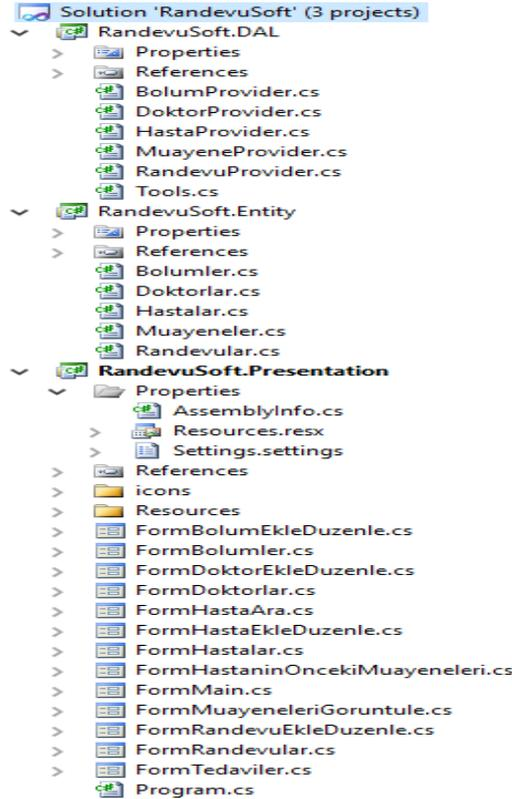 Solution 'RandevuSoft' (3 projects)
RandevuSoft.DAL
Properties
References
BolumProvider.cs
DoktorProvider.cs
HastaProvider.cs
MuayeneProvider.cs
RandevuProvider.cs
Tools.cs
RandevuSoft.Entity
Properties
References
Bolumler.cs
Doktorlar.cs
Hastalar.cs
Muayeneler.cs
Randevular.cs
RandevuSoft.Presentation
Properties
AssemblyInfo.cs
Resources.resx
Settings.settings
References
icons
Resources
FormBolumEkleDuzenle.cs
FormBolumler.cs
FormDoktorEkleDuzenle.cs
FormDoktorlar.cs
FormHastaAra.cs
FormHastaEkleDuzenle.cs
FormHastalar.cs
FormHastaninOncekiMuayeneleri.cs
FormMain.cs
FormMuayeneleriGoruntule.cs
FormRandevuEkleDuzenle.cs
FormRandevular.cs
FormTedaviler.cs
Program.cs